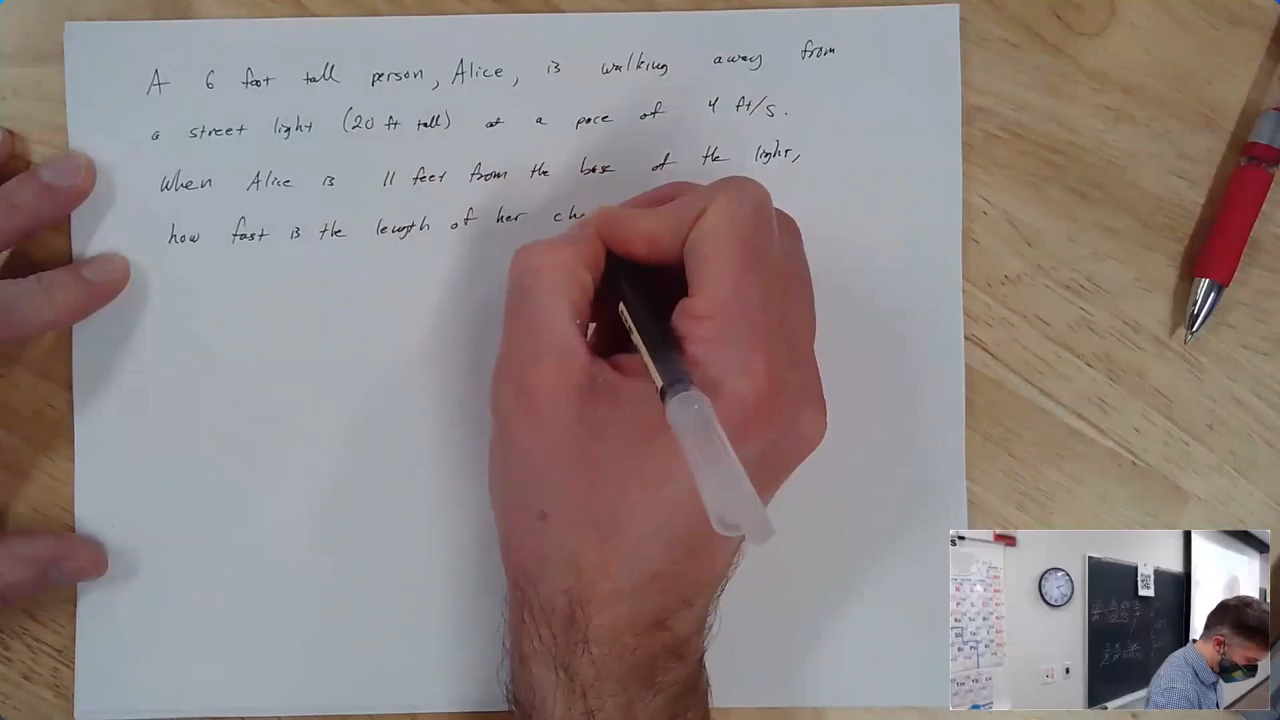 A 6 foot tall person, Alice, is walking away from
a street light (20 ft tall) at a pace of 4 ft/s.
When Alice is 11 feet from the base of the light,
how fast is the length of her ch